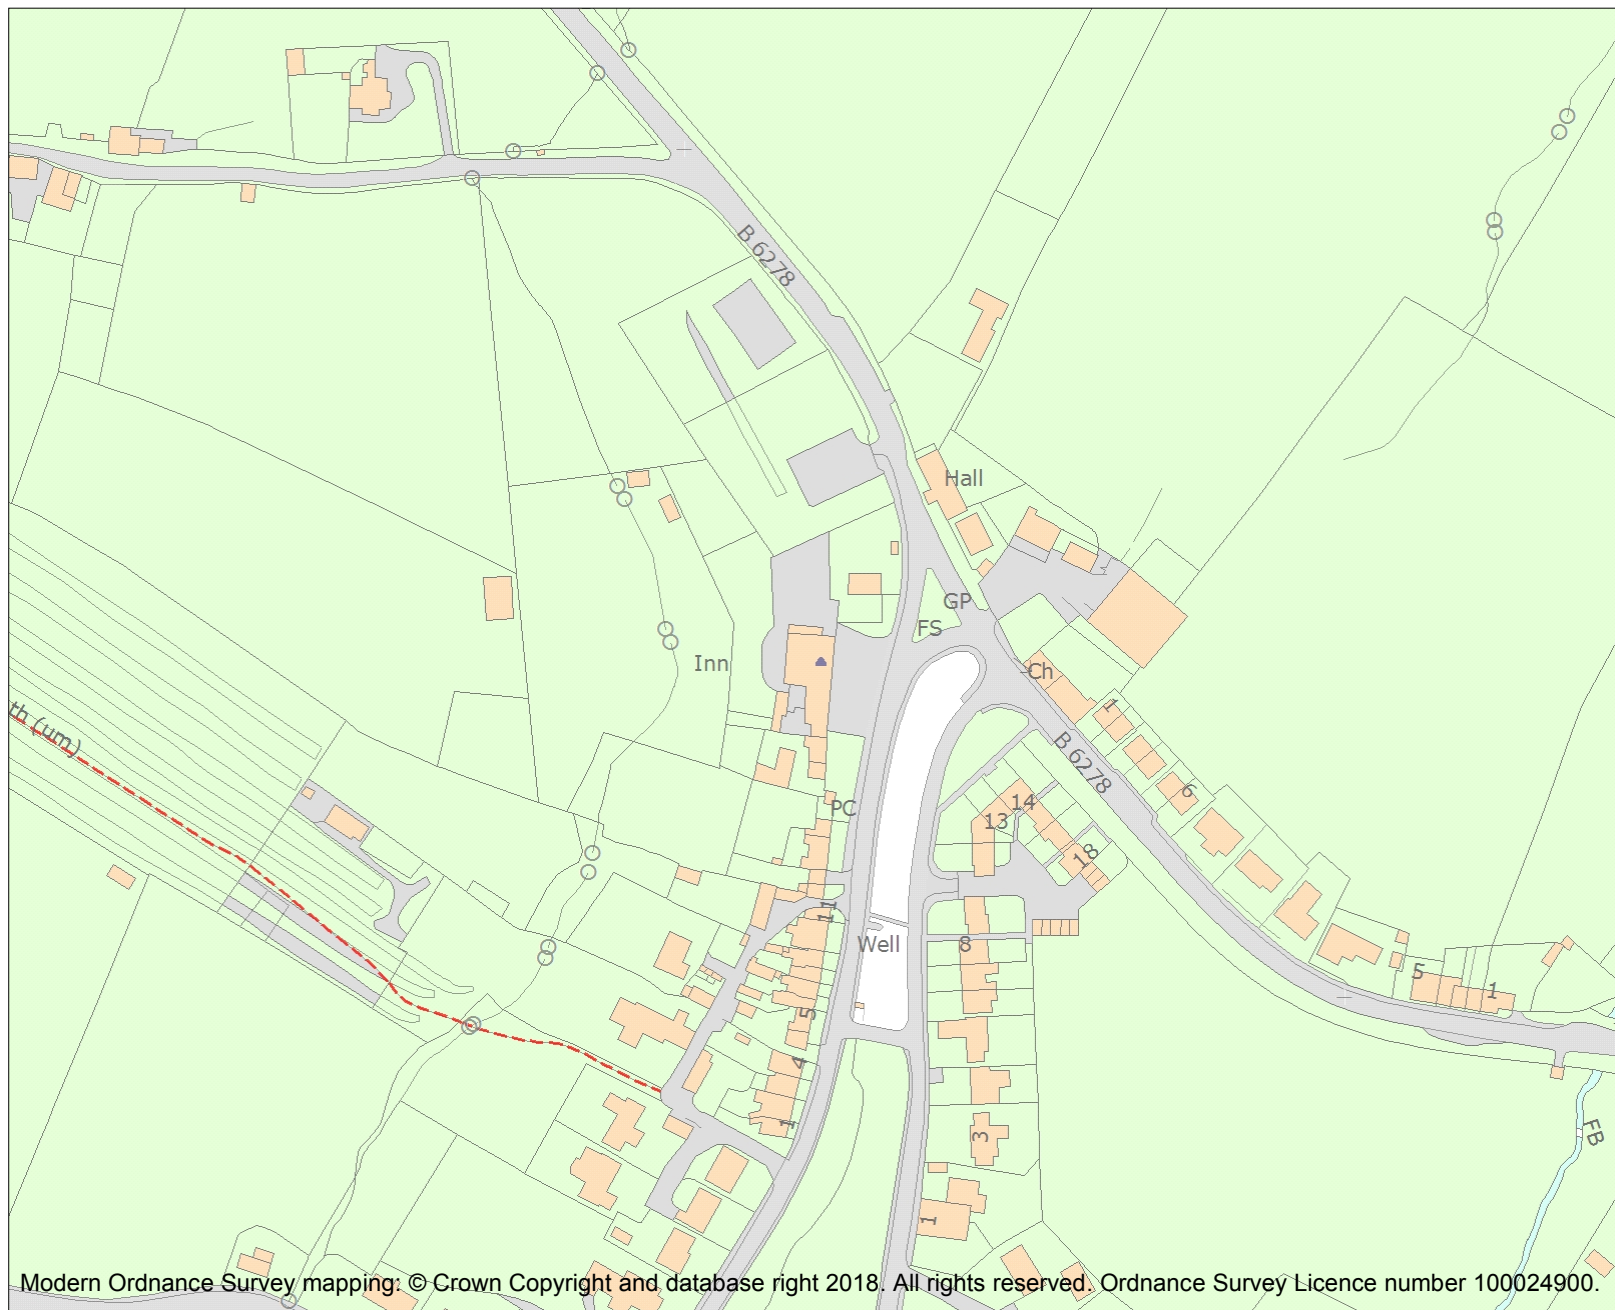 B 6278
Hall
GP
FS
Inn
Ch
1
th (um)
B 6278
6
PC
14
13
18
11
Well
8
5
1
5
4
FB
1
3
1
Modern Ordnance Survey mapping: © Crown Copyright and database right 2018. All rights reserved. Ordnance Survey Licence number 100024900.